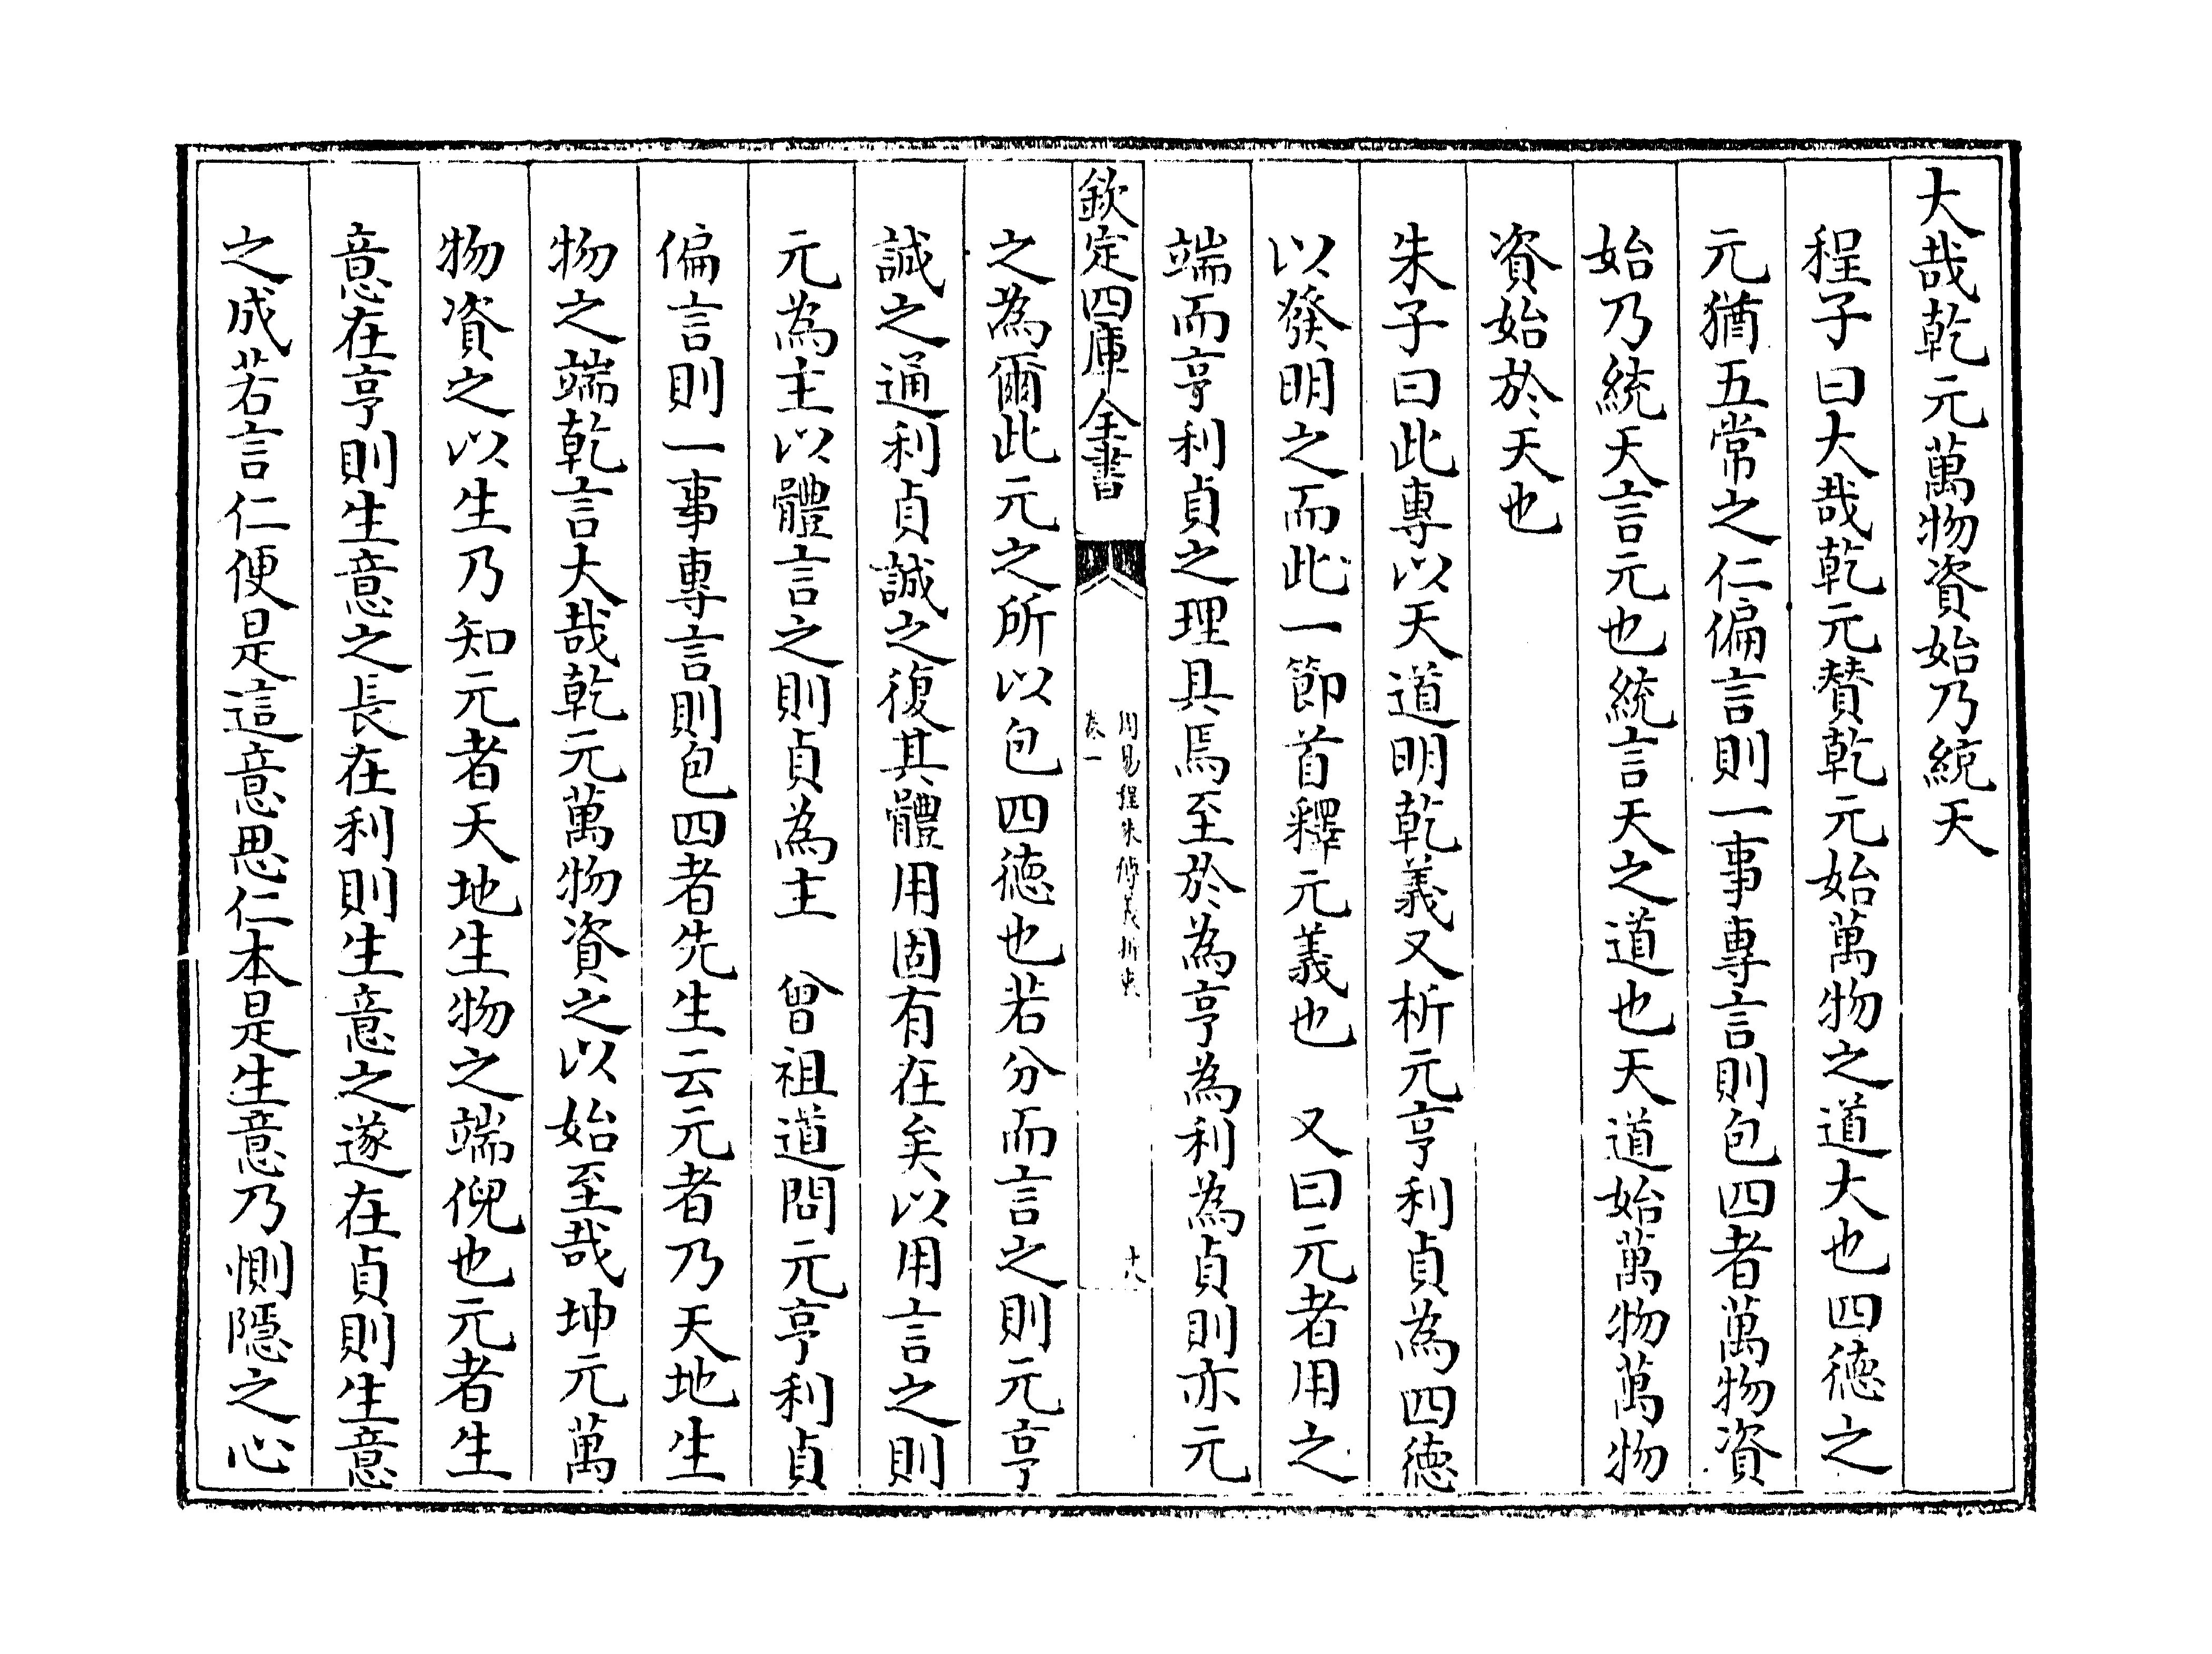 大哉乾元萬物資始乃統天
程子曰大哉乾元賛乾元始萬物之道大也四徳之
元猶五常之仁偏言則一事專言則包四者萬物資
始乃統天言元也統言天之道也天道始萬物萬物
資始於天也
朱子曰此專以天道明乾義又析元亨利貞為四徳
以發明之而此一節首釋元義也　又曰元者用之
端而亨利貞之理具焉至於為亨為利為貞則亦元
欽定四庫全書
周易程朱傳義折衷
卷一
十八
之為爾此元之所以包四徳也若分而言之則元亨
誠之通利貞誠之復其體用固有在矣以用言之則
元為主以體言之則貞為主　曾祖道問元亨利貞
偏言則一事專言則包四者先生云元者乃天地生
物之端乾言大哉乾元萬物資之以始至哉坤元萬
物資之以生乃知元者天地生物之端倪也元者生
意在亨則生意之長在利則生意之遂在貞則生意
之成若言仁便是這意思仁本是生意乃惻隱之心